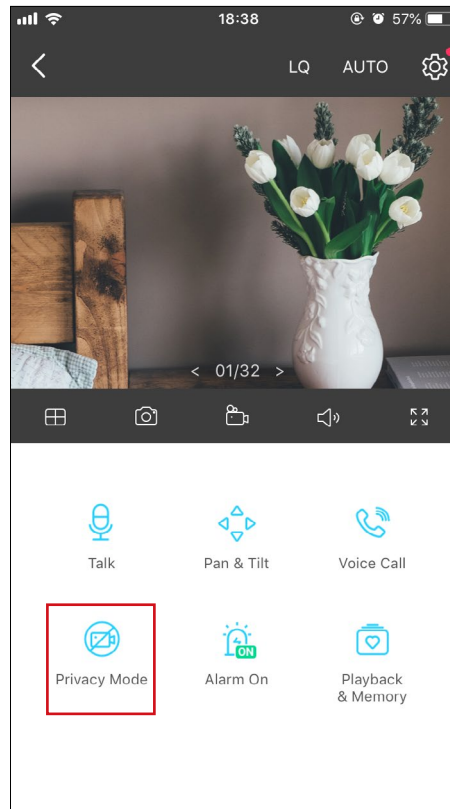 18:38
57%
LQ AUTO
< 01/32 >
Talk Pan & Tilt Voice Call
ON
Privacy Mode Alarm On Playback
& Memory